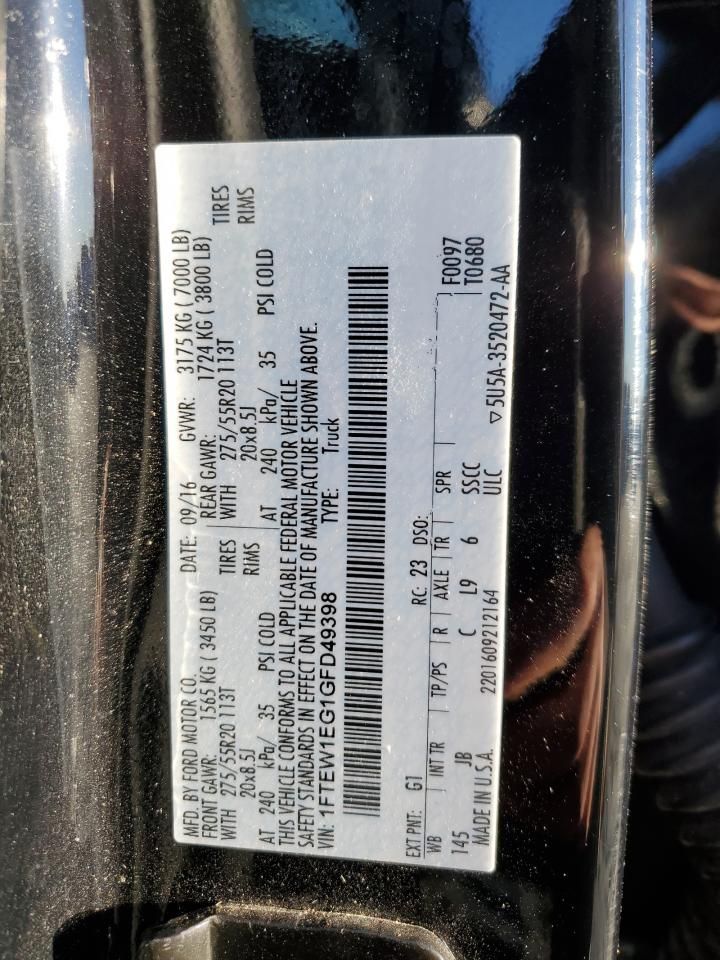 MFD. BY FORD MOTOR CO. DATE: 09/16 GVWR: 3175 KG ( 7000 LB)
FRONT GAWR: 1565 KG ( 3450 LB) REAR GAWR: 1724 KG ( 3800 LB)
WITH 275/55R20 113T TIRES WITH 275/55R20 113T TIRES
20x8.5J RIMS 20x8.5J RIMS
AT 240 kPa/ 35 PSI COLD AT 240 kPa/ 35 PSI COLD
THIS VEHICLE CONFORMS TO ALL APPLICABLE FEDERAL MOTOR VEHICLE
SAFETY STANDARDS IN EFFECT ON THE DATE OF MANUFACTURE SHOWN ABOVE.
VIN: 1FTEW1EG1GFD49398 TYPE: Truck
EXT PNT: G1 RC: 23 DSO: F0097
WB INT TR TP/PS R AXLE TR SPR T0680
145 JB C L9 6 SSCC
MADE IN U.S.A. 2201609212164 ULC ▽5U5A-3520472-AA